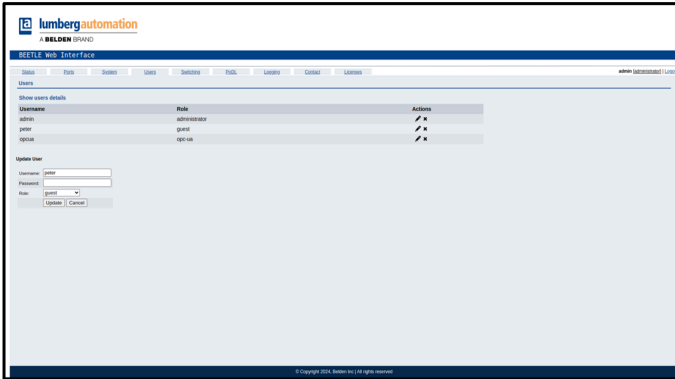 lumbergautomation
A BELDEN BRAND
BEETLE Web Interface
Status Ports System Users Switching PoDL Logging Contact Licenses admin [administrator] | Logo
Users
Show users details
Username Role Actions
admin administrator
peter guest
opcua opc-ua
Update User
Username: peter
Password:
Role: guest
Update Cancel
© Copyright 2024, Belden Inc | All rights reserved